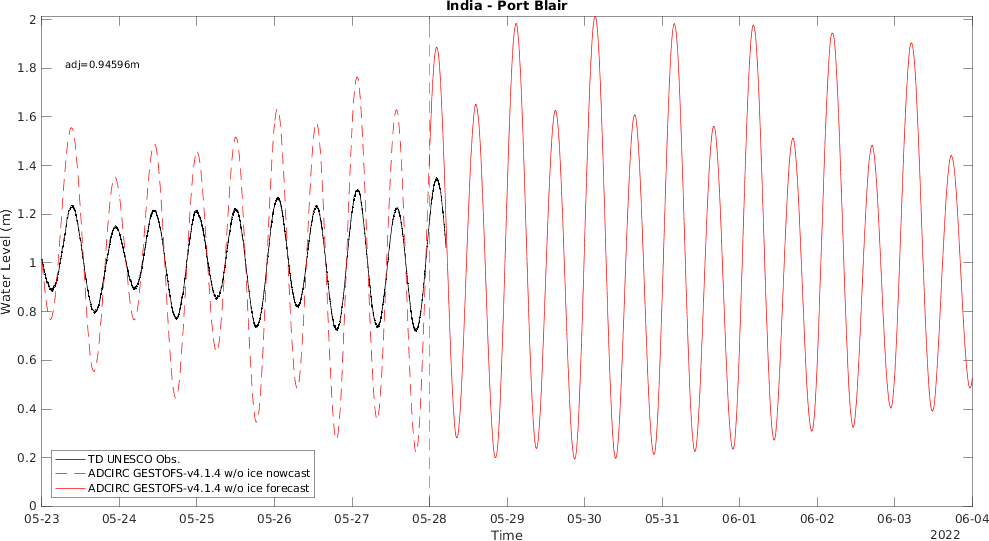 India - Port Blair
adj=0.94596m
2
1.8
1.6
1.4
1.2
1
0.8
0.6
0.4
0.2
0
Water Level (m)
TD UNESCO Obs.
ADCIRC GESTOFS-v4.1.4 w/o ice nowcast
ADCIRC GESTOFS-v4.1.4 w/o ice forecast
05-23 05-24 05-25 05-26 05-27 05-28 05-29 05-30 05-31 06-01 06-02 06-03 06-04
Time
2022